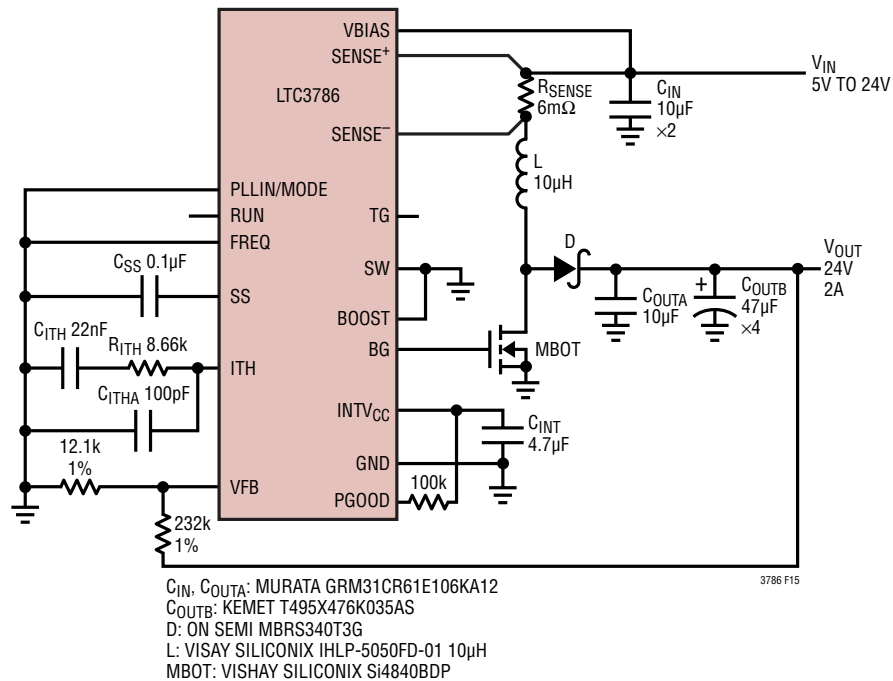 VBIAS
SENSE+
LTC3786
SENSE–
RSENSE
6mΩ
CIN
10µF
×2
VIN
5V TO 24V
L
10µH
PLLIN/MODE
RUN
FREQ
TG
CSS 0.1µF
SS
SW
D
VOUT
24V
2A
COUTA
10µF
+
COUTB
47µF
×4
BOOST
CITH 22nF
RITH 8.66k
ITH
BG
MBOT
CITHA 100pF
INTVCC
CINT
4.7µF
12.1k
1%
GND
VFB
PGOOD
100k
232k
1%
3786 F15
CIN, COUTA: MURATA GRM31CR61E106KA12
COUTB: KEMET T495X476K035AS
D: ON SEMI MBRS340T3G
L: VISAY SILICONIX IHLP-5050FD-01 10µH
MBOT: VISHAY SILICONIX Si4840BDP